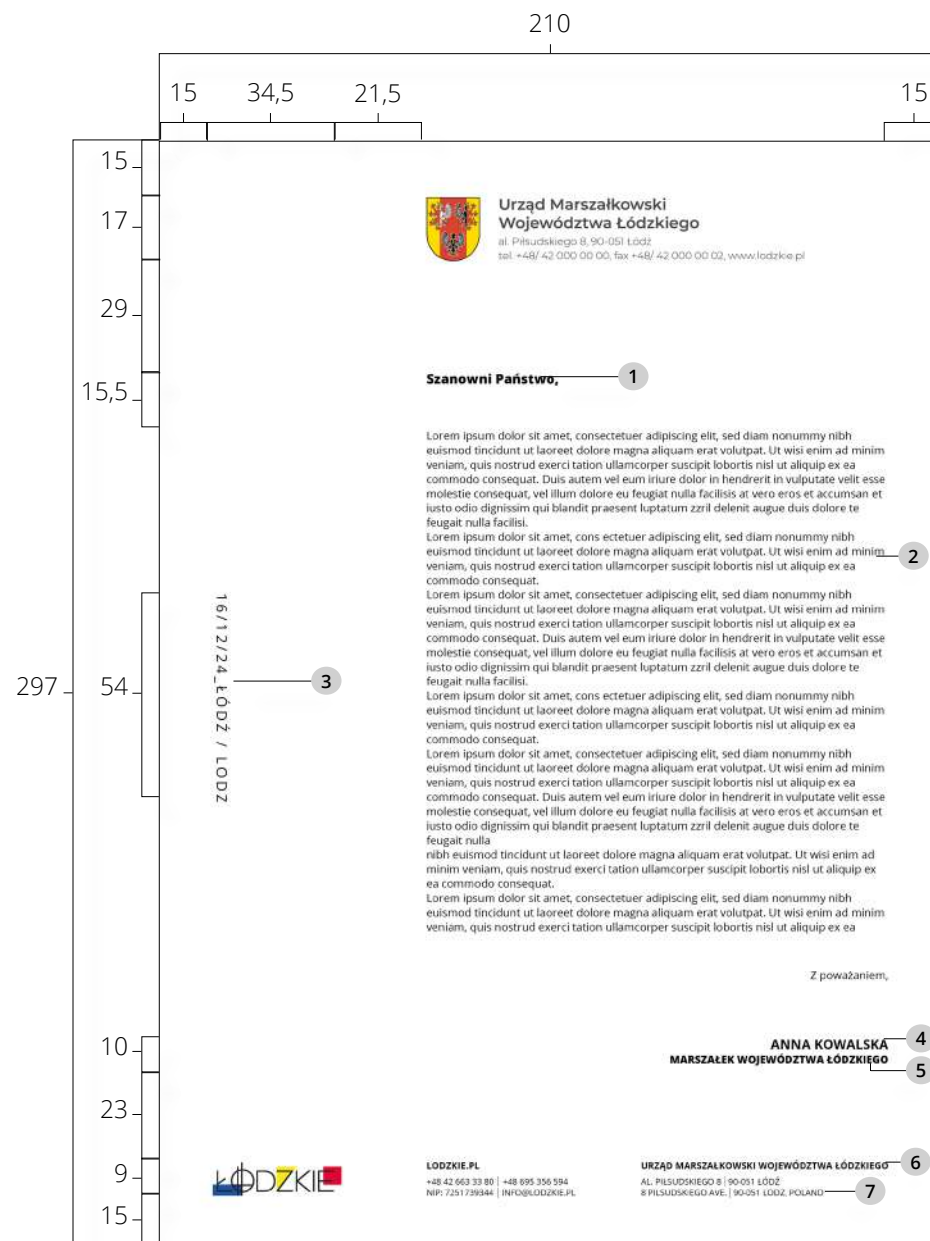 210
15 34,5 21,5 15
15
17
29
15,5
297
54
10
23
9
15
Urząd Marszałkowski
Województwa Łódzkiego
al. Piłsudskiego 8, 90-051 Łódź
tel. +48/ 42 000 00 00, fax +48/ 42 000 00 02, www.lodzkie.pl
Szanowni Państwo,
1
Lorem ipsum dolor sit amet, consectetuer adipiscing elit, sed diam nonummy nibh
euismod tincidunt ut laoreet dolore magna aliquam erat volutpat. Ut wisi enim ad minim
veniam, quis nostrud exerci tation ullamcorper suscipit lobortis nisl ut aliquip ex ea
commodo consequat. Duis autem vel eum iriure dolor in hendrerit in vulputate velit esse
molestie consequat, vel illum dolore eu feugiat nulla facilisis at vero eros et accumsan et
iusto odio dignissim qui blandit praesent luptatum zzril delenit augue duis dolore te
feugait nulla facilisi.
Lorem ipsum dolor sit amet, cons ectetuer adipiscing elit, sed diam nonummy nibh
euismod tincidunt ut laoreet dolore magna aliquam erat volutpat. Ut wisi enim ad minim
2
veniam, quis nostrud exerci tation ullamcorper suscipit lobortis nisl ut aliquip ex ea
commodo consequat.
Lorem ipsum dolor sit amet, consectetuer adipiscing elit, sed diam nonummy nibh
euismod tincidunt ut laoreet dolore magna aliquam erat volutpat. Ut wisi enim ad minim
veniam, quis nostrud exerci tation ullamcorper suscipit lobortis nisl ut aliquip ex ea
commodo consequat. Duis autem vel eum iriure dolor in hendrerit in vulputate velit esse
molestie consequat, vel illum dolore eu feugiat nulla facilisis at vero eros et accumsan et
iusto odio dignissim qui blandit praesent luptatum zzril delenit augue duis dolore te
feugait nulla facilisi.
Lorem ipsum dolor sit amet, cons ectetuer adipiscing elit, sed diam nonummy nibh
euismod tincidunt ut laoreet dolore magna aliquam erat volutpat. Ut wisi enim ad minim
veniam, quis nostrud exerci tation ullamcorper suscipit lobortis nisl ut aliquip ex ea
commodo consequat.
Lorem ipsum dolor sit amet, consectetuer adipiscing elit, sed diam nonummy nibh
euismod tincidunt ut laoreet dolore magna aliquam erat volutpat. Ut wisi enim ad minim
veniam, quis nostrud exerci tation ullamcorper suscipit lobortis nisl ut aliquip ex ea
commodo consequat. Duis autem vel eum iriure dolor in hendrerit in vulputate velit esse
molestie consequat, vel illum dolore eu feugiat nulla facilisis at vero eros et accumsan et
iusto odio dignissim qui blandit praesent luptatum zzril delenit augue duis dolore te
feugait nulla
nibh euismod tincidunt ut laoreet dolore magna aliquam erat volutpat. Ut wisi enim ad
minim veniam, quis nostrud exerci tation ullamcorper suscipit lobortis nisl ut aliquip ex
ea commodo consequat.
Lorem ipsum dolor sit amet, consectetuer adipiscing elit, sed diam nonummy nibh
euismod tincidunt ut laoreet dolore magna aliquam erat volutpat. Ut wisi enim ad minim
veniam, quis nostrud exerci tation ullamcorper suscipit lobortis nisl ut aliquip ex ea
16/12/24_ŁÓDŹ / LODZ
3
Z poważaniem,
ANNA KOWALSKA
4
MARSZAŁEK WOJEWÓDZTWA ŁÓDZKIEGO
5
ŁÓDZKIE
LODZKIE.PL
+48 42 663 33 80 | +48 695 356 594
NIP: 7251739344 | INFO@LODZKIE.PL
URZĄD MARSZAŁKOWSKI WOJEWÓDZTWA ŁÓDZKIEGO
6
AL. PIŁSUDSKIEGO 8 | 90-051 ŁÓDŹ
8 PILSUDSKIEGO AVE. | 90-051 LODZ, POLAND
7